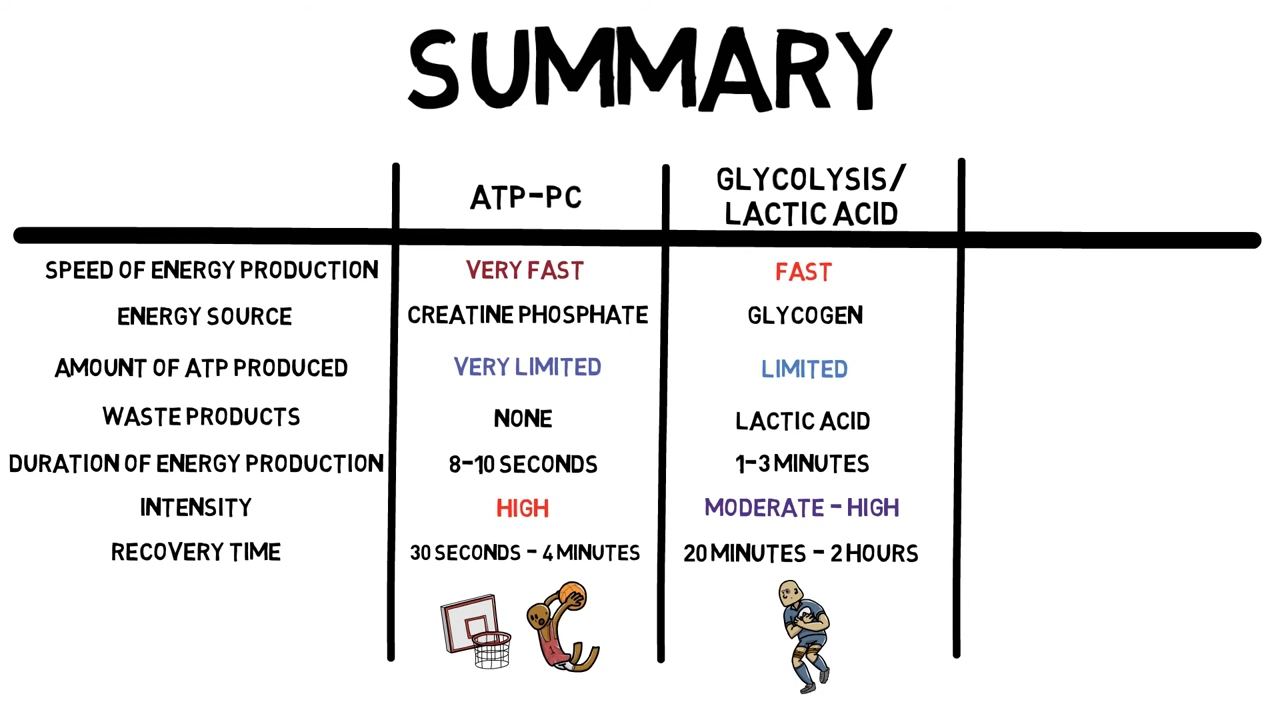 SUMMARY
ATP-PC
GLYCOLYSIS/
LACTIC ACID
SPEED OF ENERGY PRODUCTION VERY FAST FAST
ENERGY SOURCE CREATINE PHOSPHATE GLYCOGEN
AMOUNT OF ATP PRODUCED VERY LIMITED LIMITED
WASTE PRODUCTS NONE LACTIC ACID
DURATION OF ENERGY PRODUCTION 8-10 SECONDS 1-3 MINUTES
INTENSITY HIGH MODERATE - HIGH
RECOVERY TIME 30 SECONDS - 4 MINUTES 20 MINUTES - 2 HOURS